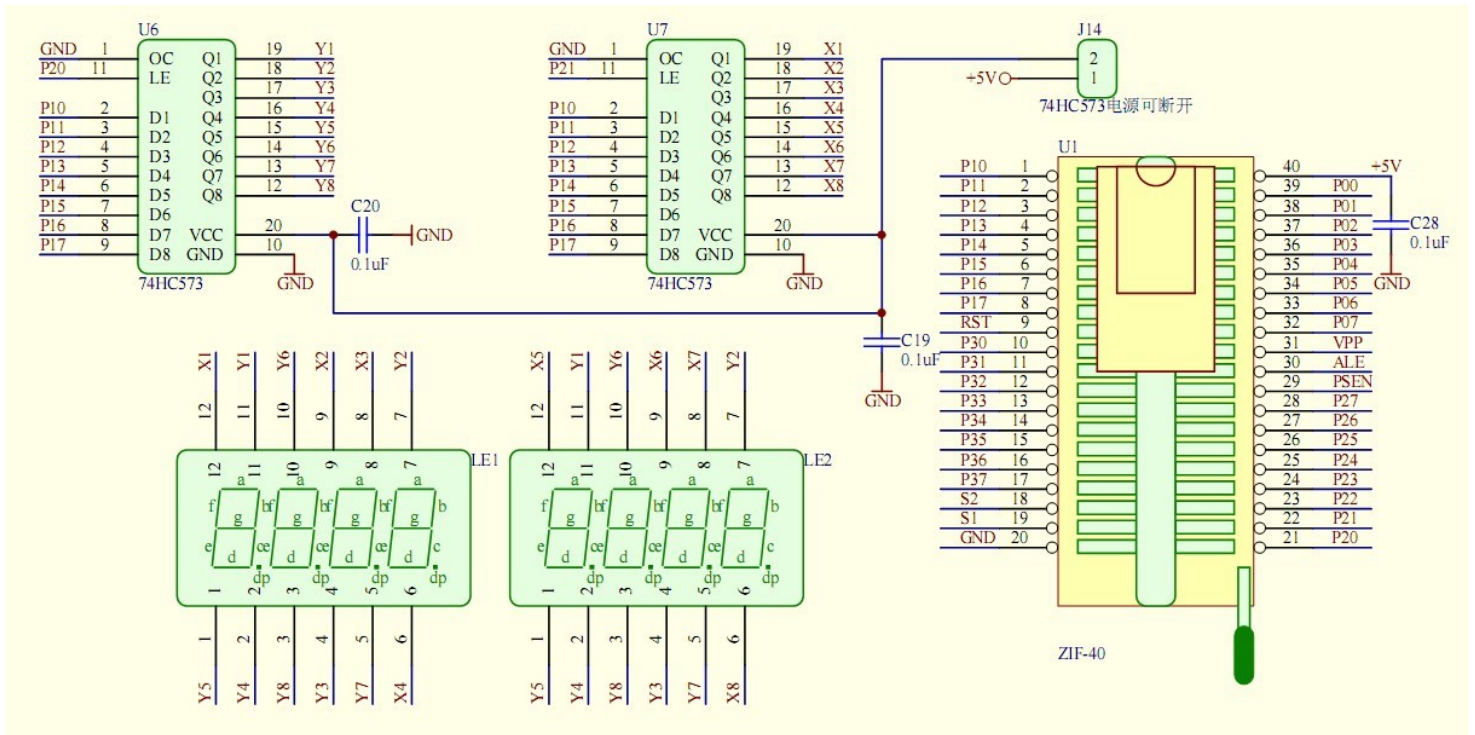 U6
GND 1 OC Q1 19 Y1
P20 11 LE Q2 18 Y2
Q3 17 Y3
P10 2 D1 Q4 16 Y4
P11 3 D2 Q5 15 Y5
P12 4 D3 Q6 14 Y6
P13 5 D4 Q7 13 Y7
P14 6 D5 Q8 12 Y8
P15 7 D6
P16 8 D7 VCC 20
P17 9 D8 GND 10
74HC573
GND
C20
0.1uF
GND
U7
GND 1 OC Q1 19 X1
P21 11 LE Q2 18 X2
Q3 17 X3
P10 2 D1 Q4 16 X4
P11 3 D2 Q5 15 X5
P12 4 D3 Q6 14 X6
P13 5 D4 Q7 13 X7
P14 6 D5 Q8 12 X8
P15 7 D6
P16 8 D7 VCC 20
P17 9 D8 GND 10
74HC573
GND
J14
2
+5V 1
74HC573电源可断开
C19
0.1uF
GND
U1
P10 1 40 +5V
P11 2 39 P00
P12 3 38 P01
P13 4 37 P02
P14 5 36 P03
P15 6 35 P04
P16 7 34 P05
P17 8 33 P06
RST 9 32 P07
P30 10 31 VPP
P31 11 30 ALE
P32 12 29 PSEN
P33 13 28 P27
P34 14 27 P26
P35 15 26 P25
P36 16 25 P24
P37 17 24 P23
S2 18 23 P22
S1 19 22 P21
GND 20 21 P20
ZIF-40
C28
0.1uF
GND
X1 Y1 Y6 X2 X3 Y2
12 11 10 9 8 7
LE1
12 11 10 9 8 7
a a a a
f bf bf bf b
g g g g
e ce ce ce c
d d d d
dp dp dp dp
1 2 3 4 5 6
1 2 3 4 5 6
Y5 Y4 Y8 Y3 Y7 X4
X5 Y1 Y6 X6 X7 Y2
12 11 10 9 8 7
LE2
12 11 10 9 8 7
a a a a
f bf bf bf b
g g g g
e ce ce ce c
d d d d
dp dp dp dp
1 2 3 4 5 6
1 2 3 4 5 6
Y5 Y4 Y8 Y3 Y7 X8